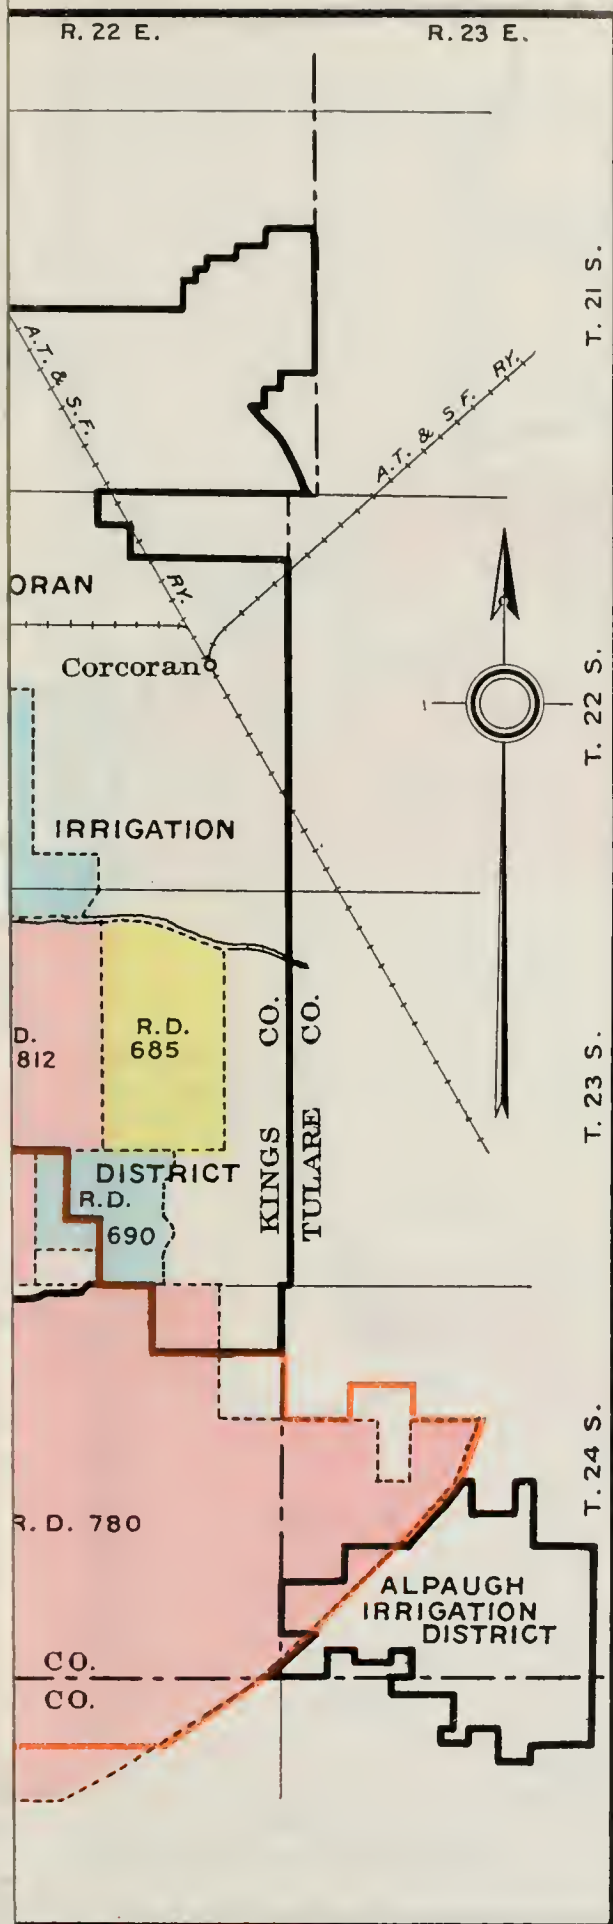 R. 22 E.
R. 23 E.
T. 21 S.
A.T. & S.F.
RY.
A.T. & S.F. RY.
ORAN
Corcoran
T. 22 S.
IRRIGATION
D.
812
R.D.
685
KINGS CO.
TULARE CO.
T. 23 S.
DISTRICT
R.D.
690
T. 24 S.
R.D. 780
ALPAUGH
IRRIGATION
DISTRICT
CO.
CO.